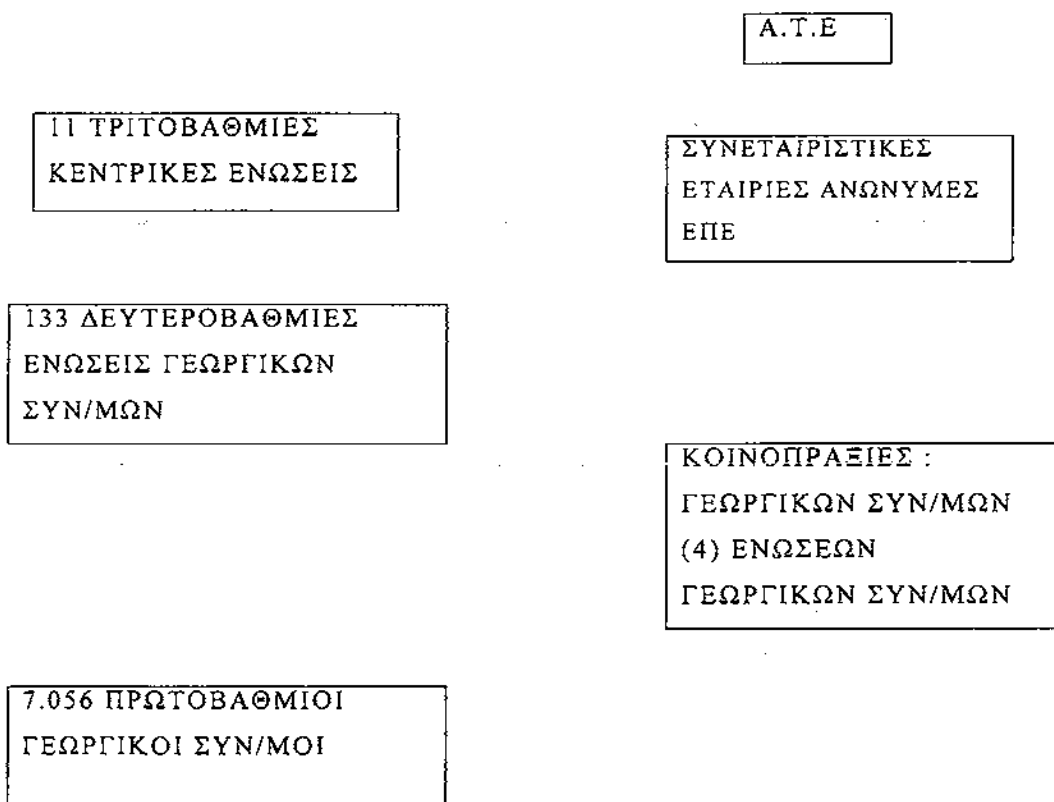 Α.Τ.Ε
11 ΤΡΙΤΟΒΑΘΜΙΕΣ
ΚΕΝΤΡΙΚΕΣ ΕΝΩΣΕΙΣ
ΣΥΝΕΤΑΙΡΙΣΤΙΚΕΣ
ΕΤΑΙΡΙΕΣ ΑΝΩΝΥΜΕΣ
ΕΠΕ
133 ΔΕΥΤΕΡΟΒΑΘΜΙΕΣ
ΕΝΩΣΕΙΣ ΓΕΩΡΓΙΚΩΝ
ΣΥΝ/ΜΩΝ
ΚΟΙΝΟΠΡΑΞΙΕΣ :
ΓΕΩΡΓΙΚΩΝ ΣΥΝ/ΜΩΝ
(4) ΕΝΩΣΕΩΝ
ΓΕΩΡΓΙΚΩΝ ΣΥΝ/ΜΩΝ
7.056 ΠΡΩΤΟΒΑΘΜΙΟΙ
ΓΕΩΡΓΙΚΟΙ ΣΥΝ/ΜΟΙ